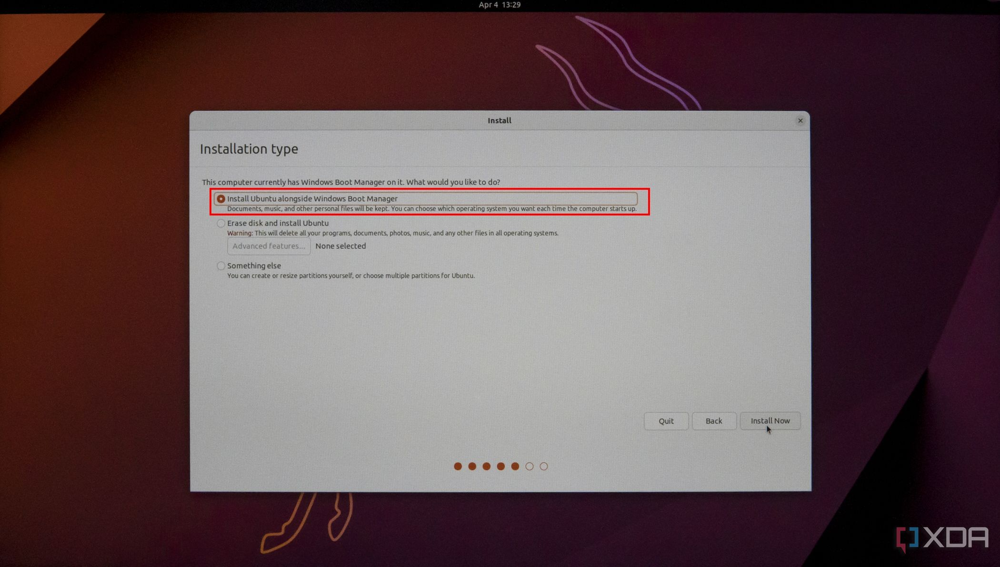 Apr 4 13:29
Install
Installation type
This computer currently has Windows Boot Manager on it. What would you like to do?
Install Ubuntu alongside Windows Boot Manager
Documents, music, and other personal files will be kept. You can choose which operating system you want each time the computer starts up.
Erase disk and install Ubuntu
Warning: This will delete all your programs, documents, photos, music, and any other files in all operating systems.
Advanced features... None selected
Something else
You can create or resize partitions yourself, or choose multiple partitions for Ubuntu.
Quit Back Install Now
XDA